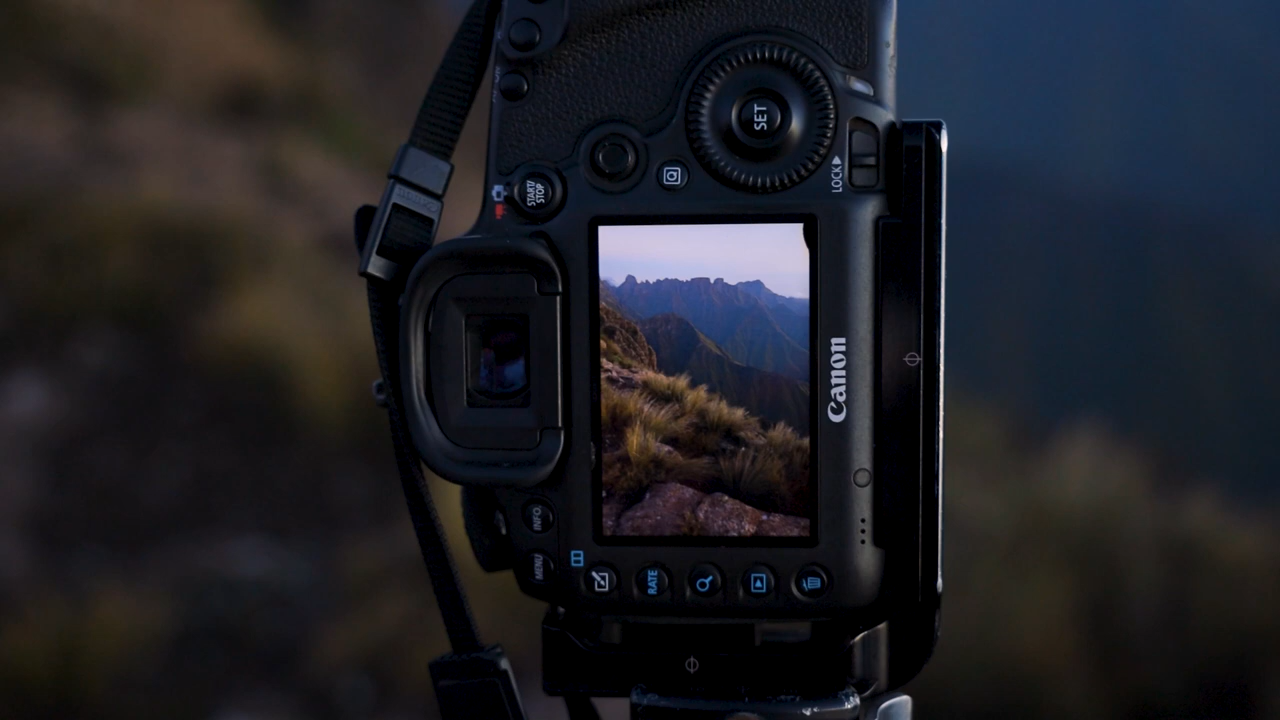 SET
LOCK
Q
START/
STOP
Canon
INFO.
MENU
RATE